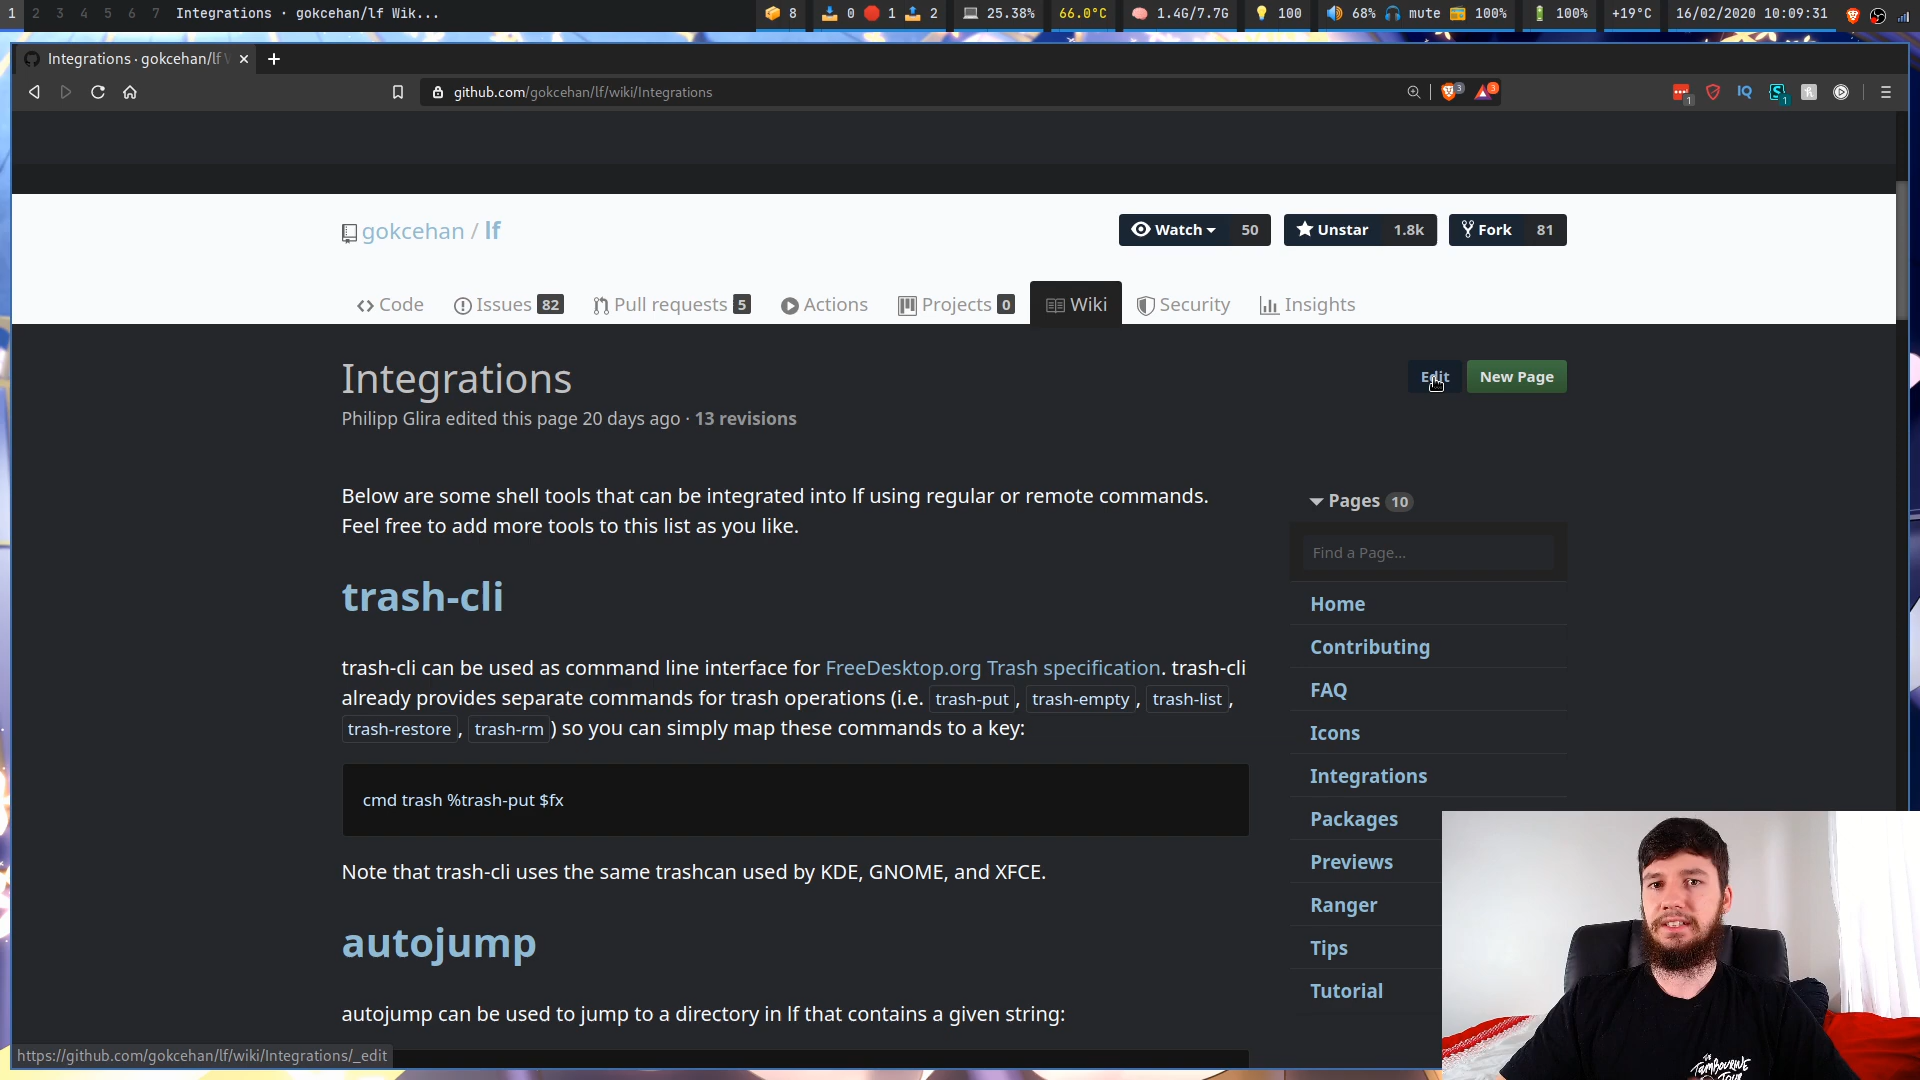 1 2 3 4 5 6 7 Integrations · gokcehan/lf Wik... 8 0 1 2 25.38% 66.0°C 1.4G/7.7G 100 68% mute 100% 100% +19°C 16/02/2020 10:09:31
Integrations · gokcehan/lf
github.com/gokcehan/lf/wiki/Integrations 3 3 1 IQ 1
gokcehan / lf
Watch 50 Unstar 1.8k Fork 81
Code Issues 82 Pull requests 5 Actions Projects 0 Wiki Security Insights
Integrations
Edit New Page
Philipp Glira edited this page 20 days ago · 13 revisions
Below are some shell tools that can be integrated into lf using regular or remote commands.
Feel free to add more tools to this list as you like.
trash-cli
trash-cli can be used as command line interface for FreeDesktop.org Trash specification. trash-cli
already provides separate commands for trash operations (i.e. trash-put , trash-empty , trash-list ,
trash-restore , trash-rm ) so you can simply map these commands to a key:
cmd trash %trash-put $fx
Note that trash-cli uses the same trashcan used by KDE, GNOME, and XFCE.
autojump
autojump can be used to jump to a directory in lf that contains a given string:
Pages 10
Find a Page...
Home
Contributing
FAQ
Icons
Integrations
Packages
Previews
Ranger
Tips
Tutorial
https://github.com/gokcehan/lf/wiki/Integrations/_edit
THE
TAMBOURINE
TOUR